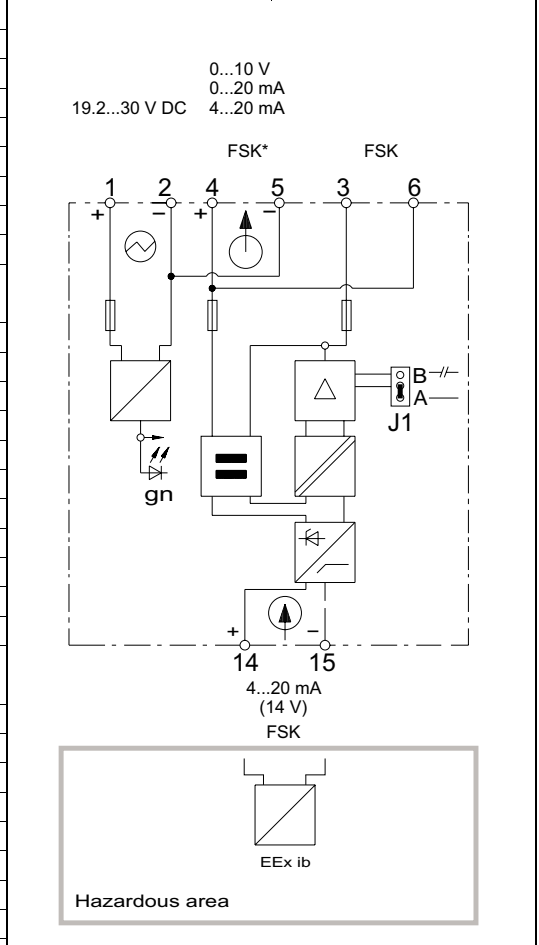 0...10 V
0...20 mA
19.2...30 V DC 4...20 mA
FSK* FSK
1 2 4 5 3 6
+ − + −
B
A
J1
gn
+ −
14 15
4...20 mA
(14 V)
FSK
EEx ib
Hazardous area